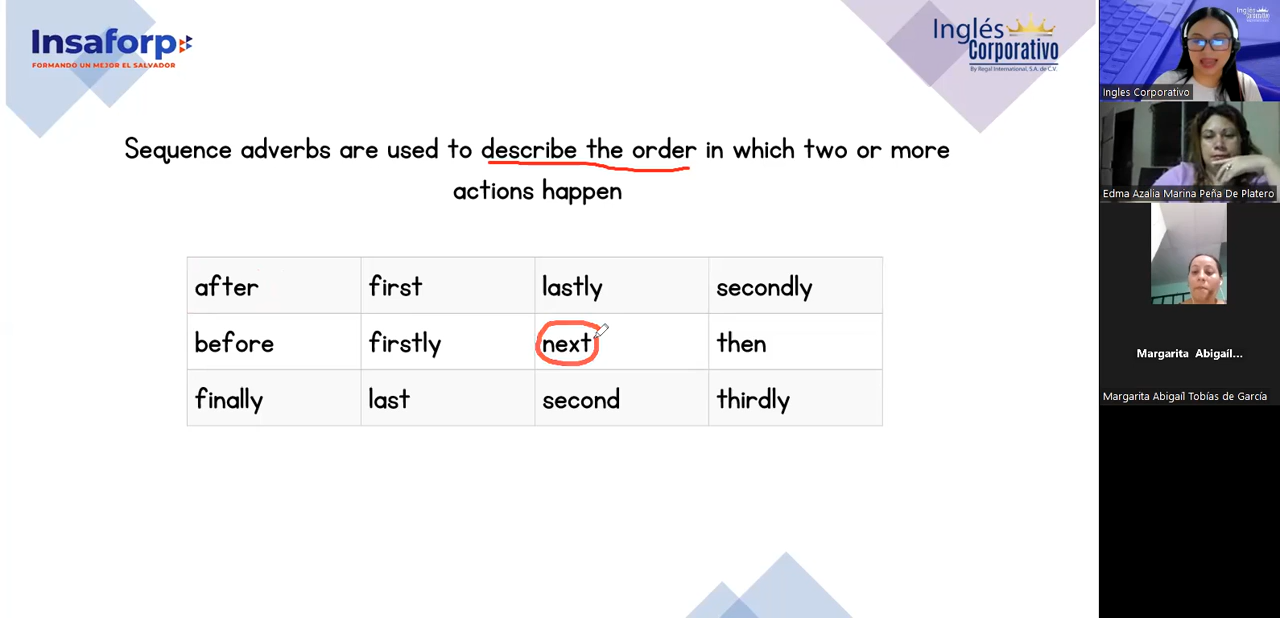 Insaforp
FORMANDO UN MEJOR EL SALVADOR
Inglés
Corporativo
By Regal International, S.A. de C.V.
Sequence adverbs are used to describe the order in which two or more
actions happen
after first lastly secondly
before firstly next then
finally last second thirdly
Ingles Corporativo
Edma Azalia Marina Peña De Platero
Margarita Abigaíl...
Margarita Abigaíl Tobías de García